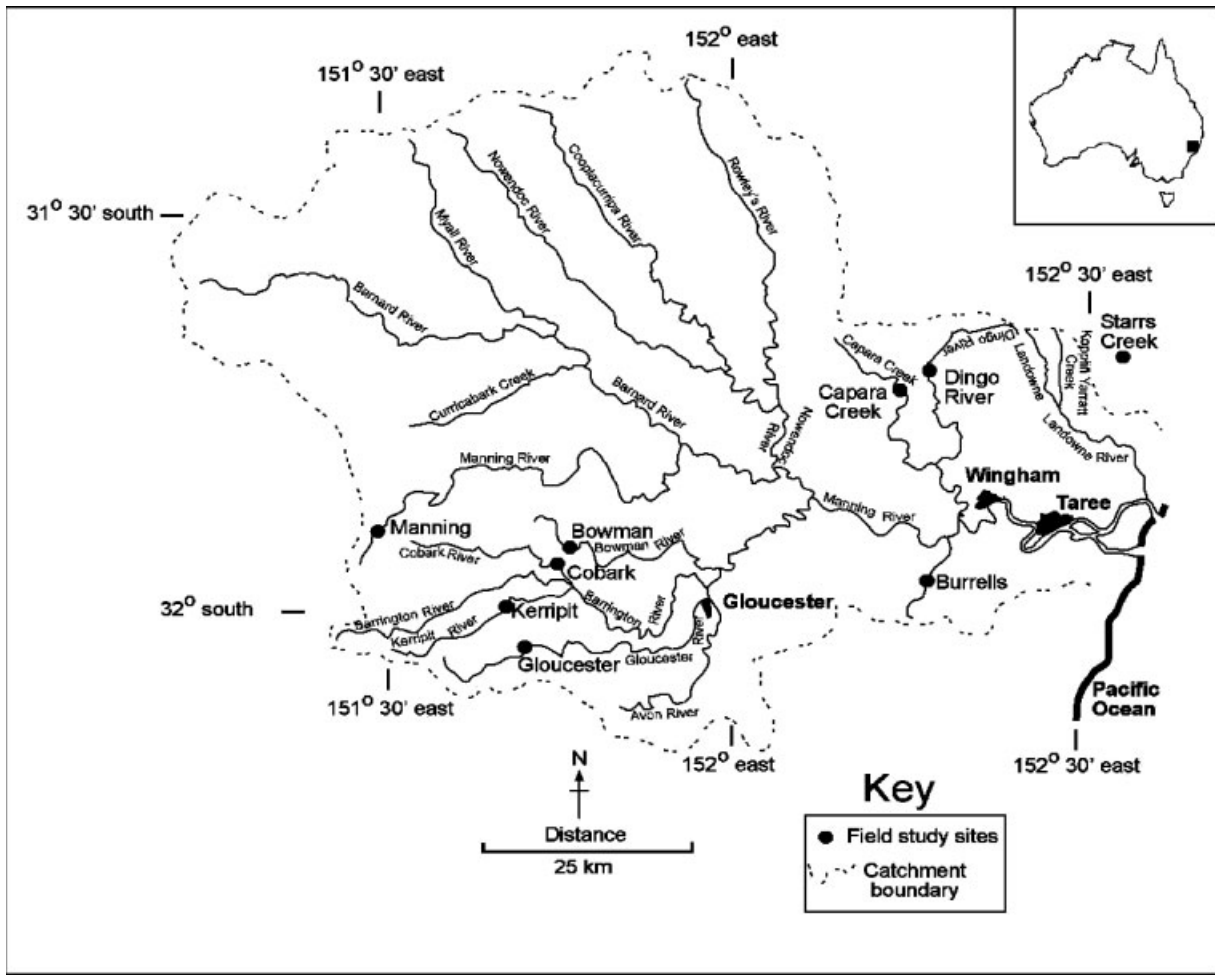 152° east
151° 30' east
31° 30' south
152° 30' east
Starrs
Creek
Myall River
Nowendoc River
Cooplacurripa River
Rowley's River
Barnard River
Curricabark Creek
Barnard River
Nowendoc
River
Capara Creek
Capara
Creek
Dingo River
Dingo
River
Landowne
Landowne River
Yarratt
Creek
Manning River
Manning River
Wingham
Taree
Manning
Bowman
Bowman River
Cobark River
Cobark
Burrells
32° south
Barrington River
Kerripit River
Kerripit
Barrington
River
Gloucester
Gloucester
Gloucester
River
Avon River
151° 30' east
152° east
Pacific
Ocean
152° 30' east
N
Distance
25 km
Key
Field study sites
Catchment
boundary